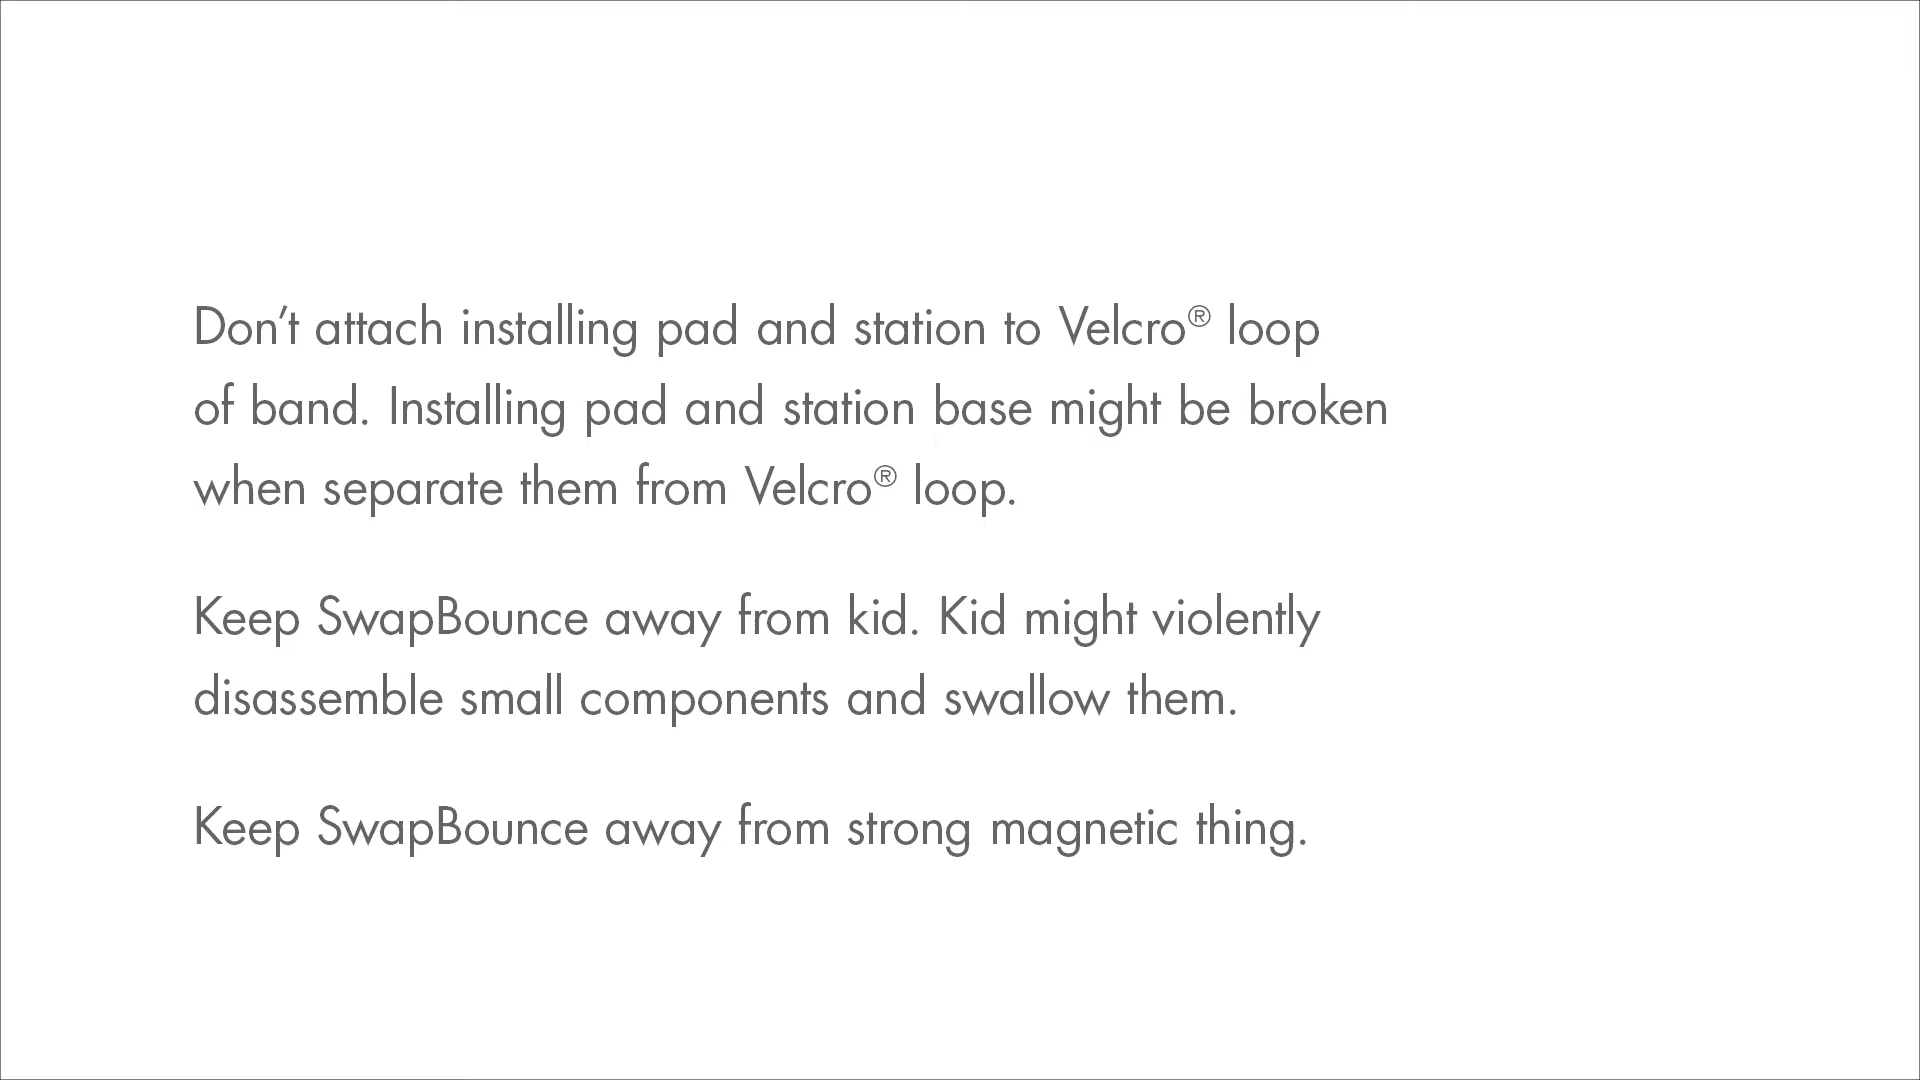 Don’t attach installing pad and station to Velcro® loop
of band. Installing pad and station base might be broken
when separate them from Velcro® loop.
Keep SwapBounce away from kid. Kid might violently
disassemble small components and swallow them.
Keep SwapBounce away from strong magnetic thing.